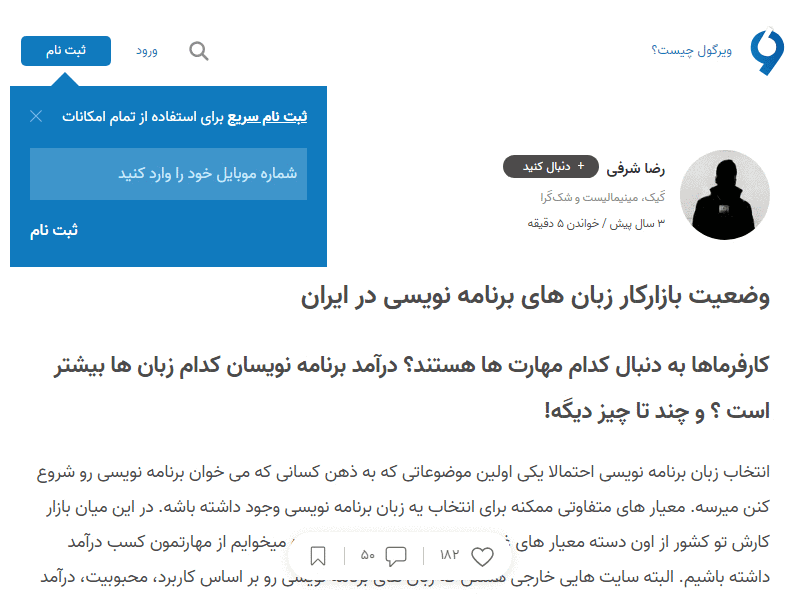 ویرگول چیست؟
ورود
ثبت نام
ثبت نام سریع برای استفاده از تمام امکانات
شماره موبایل خود را وارد کنید
ثبت نام
رضا شرفی
+ دنبال کنید
گیک، مینیمالیست و شک‌گرا
۳ سال پیش / خواندن ۵ دقیقه
وضعیت بازارکار زبان های برنامه نویسی در ایران
کارفرماها به دنبال کدام مهارت ها هستند؟ درآمد برنامه نویسان کدام زبان ها بیشتر
است ؟ و چند تا چیز دیگه!
انتخاب زبان برنامه نویسی احتمالا یکی اولین موضوعاتی که به ذهن کسانی که می خوان برنامه نویسی رو شروع
کنن میرسه. معیار های متفاوتی ممکنه برای انتخاب یه زبان برنامه نویسی وجود داشته باشه. در این میان بازار
کارش تو کشور از اون دسته معیار های میخوایم از مهارتمون کسب درآمد
داشته باشیم. البته سایت هایی خارجی رو بر اساس کاربرد، محبوبیت، درآمد
۱۸۲
۵۰